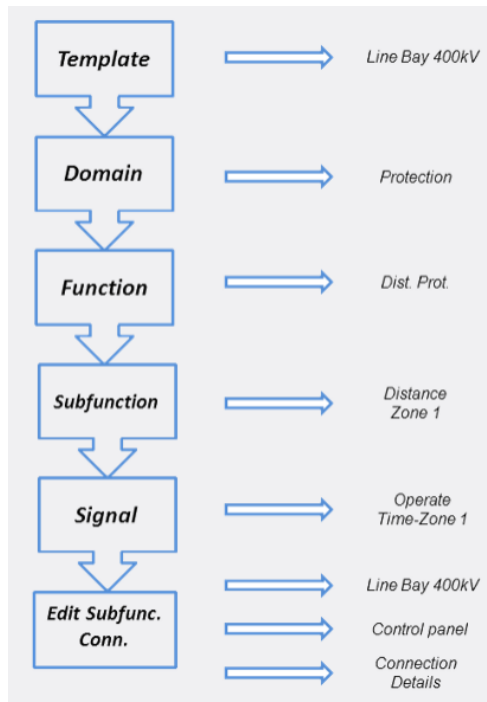 Template
Line Bay 400kV
Domain
Protection
Function
Dist. Prot.
Subfunction
Distance
Zone 1
Signal
Operate
Time-Zone 1
Edit Subfunc.
Conn.
Line Bay 400kV
Control panel
Connection
Details